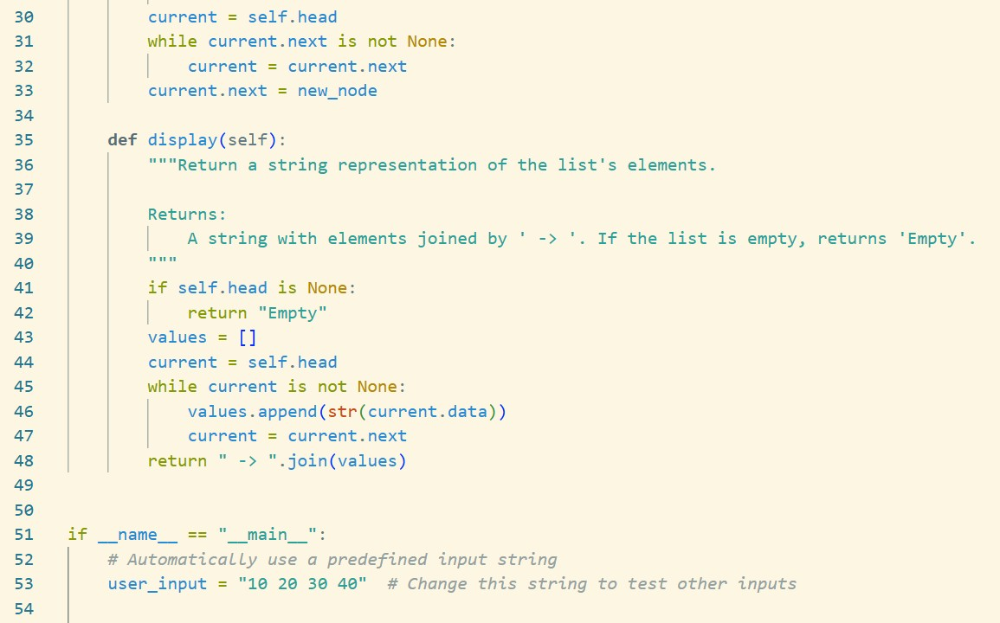 30 current = self.head
31 while current.next is not None:
32 current = current.next
33 current.next = new_node
34
35 def display(self):
36 """Return a string representation of the list's elements.
37
38 Returns:
39 A string with elements joined by ' -> '. If the list is empty, returns 'Empty'.
40 """
41 if self.head is None:
42 return "Empty"
43 values = []
44 current = self.head
45 while current is not None:
46 values.append(str(current.data))
47 current = current.next
48 return " -> ".join(values)
49
50
51 if __name__ == "__main__":
52 # Automatically use a predefined input string
53 user_input = "10 20 30 40"  # Change this string to test other inputs
54